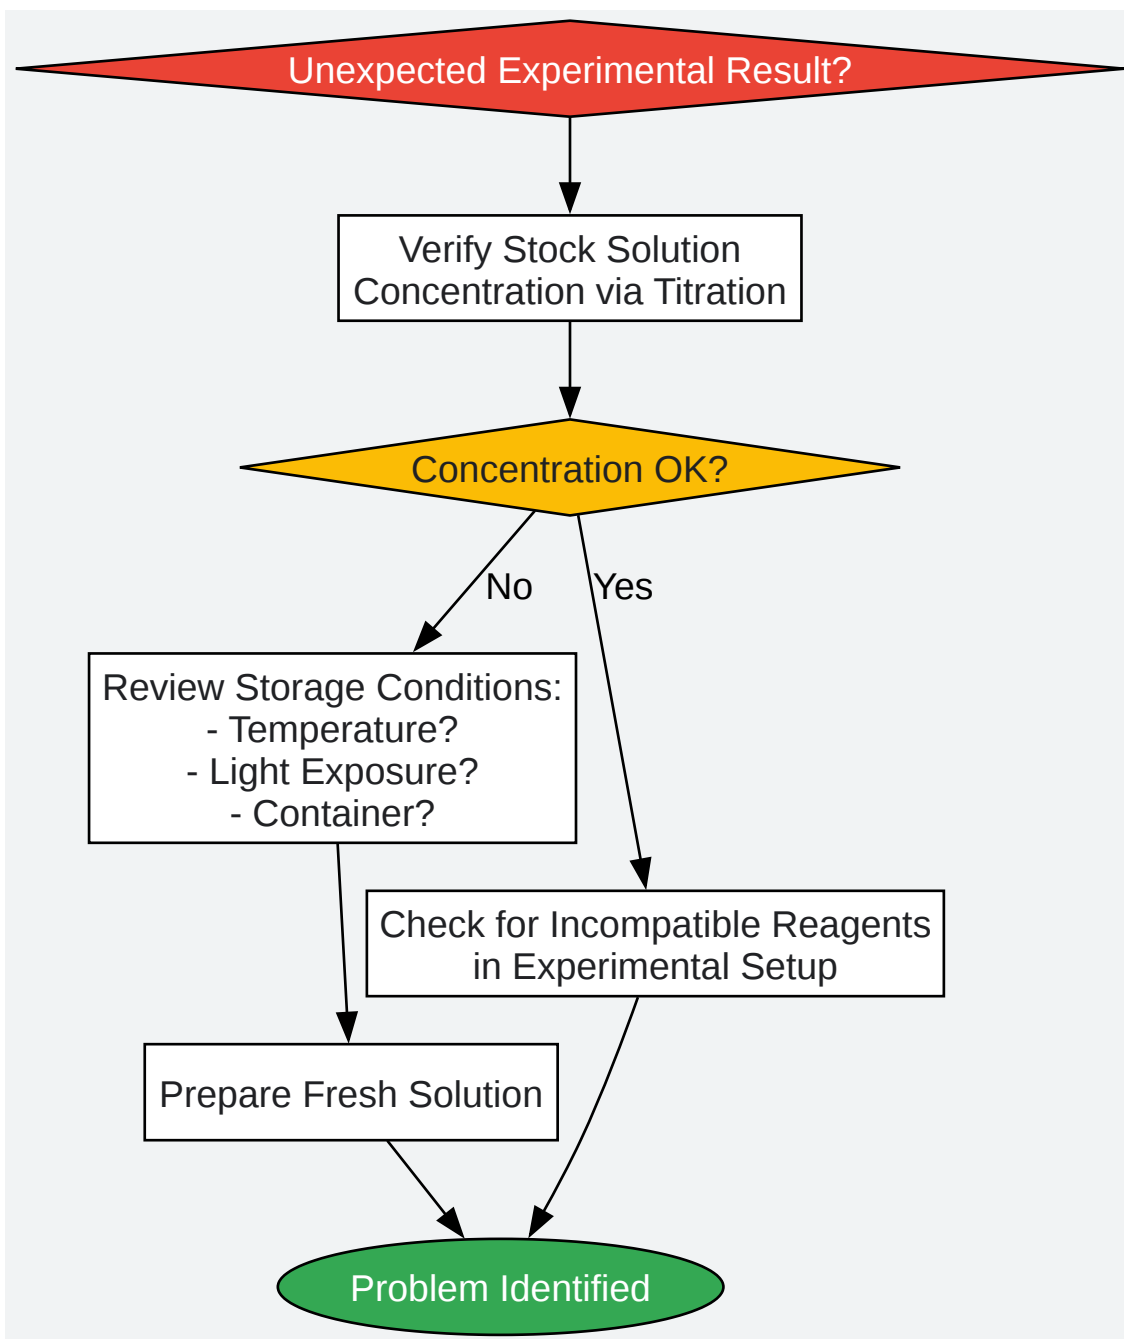 Unexpected Experimental Result?
Verify Stock Solution
Concentration via Titration
Concentration OK?
No
Yes
Review Storage Conditions:
- Temperature?
- Light Exposure?
- Container?
Check for Incompatible Reagents
in Experimental Setup
Prepare Fresh Solution
Problem Identified